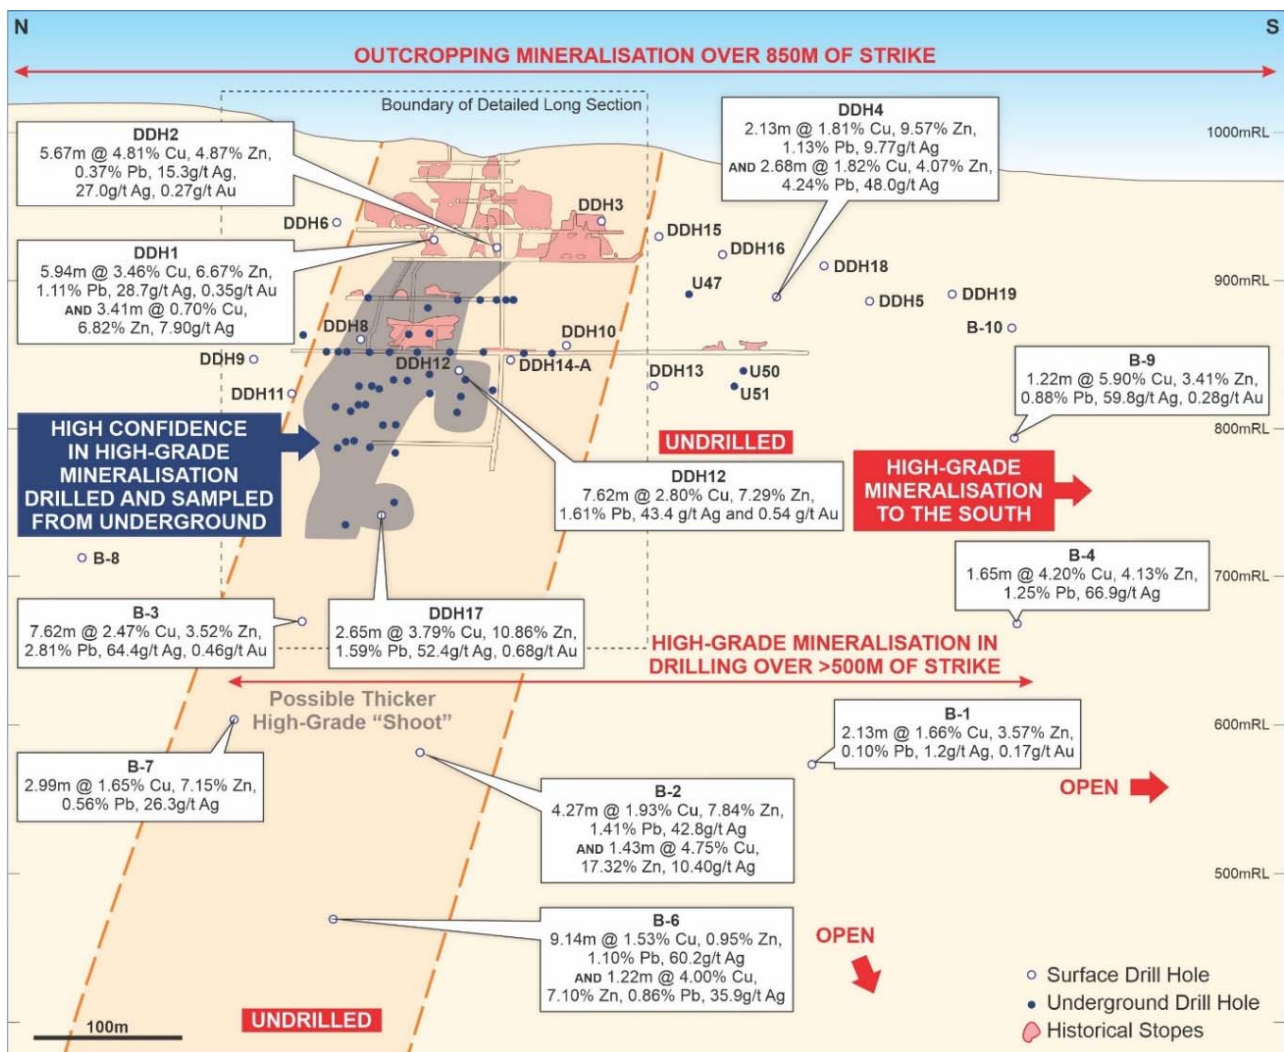 N
S
OUTCROPPING MINERALISATION OVER 850M OF STRIKE
Boundary of Detailed Long Section
1000mRL
DDH2
5.67m @ 4.81% Cu, 4.87% Zn,
0.37% Pb, 15.3g/t Ag,
27.0g/t Ag, 0.27g/t Au
DDH4
2.13m @ 1.81% Cu, 9.57% Zn,
1.13% Pb, 9.77g/t Ag
AND 2.68m @ 1.82% Cu, 4.07% Zn,
4.24% Pb, 48.0g/t Ag
DDH6
DDH3
DDH15
DDH16
DDH18
DDH1
5.94m @ 3.46% Cu, 6.67% Zn,
1.11% Pb, 28.7g/t Ag, 0.35g/t Au
AND 3.41m @ 0.70% Cu,
6.82% Zn, 7.90g/t Ag
900mRL
U47
DDH5
DDH19
B-10
DDH8
DDH10
DDH9
DDH12
DDH14-A
DDH13
U50
U51
DDH11
B-9
1.22m @ 5.90% Cu, 3.41% Zn,
0.88% Pb, 59.8g/t Ag, 0.28g/t Au
800mRL
HIGH CONFIDENCE
IN HIGH-GRADE
MINERALISATION
DRILLED AND SAMPLED
FROM UNDERGROUND
UNDRILLED
DDH12
7.62m @ 2.80% Cu, 7.29% Zn,
1.61% Pb, 43.4 g/t Ag and 0.54 g/t Au
HIGH-GRADE
MINERALISATION
TO THE SOUTH
B-8
B-4
1.65m @ 4.20% Cu, 4.13% Zn,
1.25% Pb, 66.9g/t Ag
700mRL
B-3
7.62m @ 2.47% Cu, 3.52% Zn,
2.81% Pb, 64.4g/t Ag, 0.46g/t Au
DDH17
2.65m @ 3.79% Cu, 10.86% Zn,
1.59% Pb, 52.4g/t Ag, 0.68g/t Au
HIGH-GRADE MINERALISATION IN
DRILLING OVER >500M OF STRIKE
Possible Thicker
High-Grade “Shoot”
600mRL
B-1
2.13m @ 1.66% Cu, 3.57% Zn,
0.10% Pb, 1.2g/t Ag, 0.17g/t Au
B-7
2.99m @ 1.65% Cu, 7.15% Zn,
0.56% Pb, 26.3g/t Ag
OPEN
B-2
4.27m @ 1.93% Cu, 7.84% Zn,
1.41% Pb, 42.8g/t Ag
AND 1.43m @ 4.75% Cu,
17.32% Zn, 10.40g/t Ag
500mRL
B-6
9.14m @ 1.53% Cu, 0.95% Zn,
1.10% Pb, 60.2g/t Ag
AND 1.22m @ 4.00% Cu,
7.10% Zn, 0.86% Pb, 35.9g/t Ag
OPEN
100m
UNDRILLED
Surface Drill Hole
Underground Drill Hole
Historical Stopes